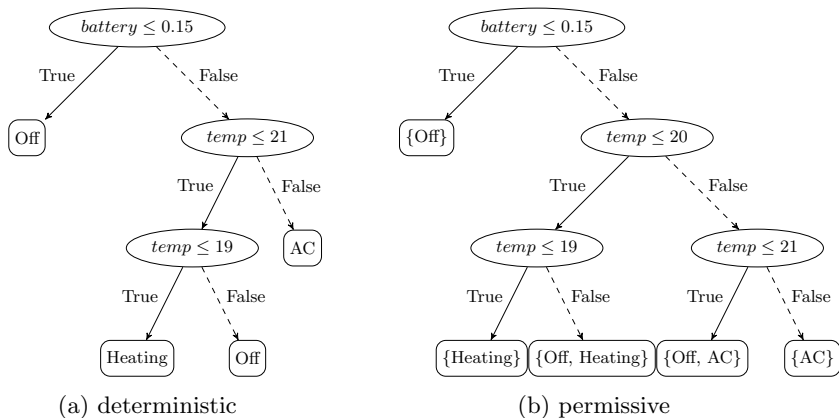 battery ≤ 0.15
True
False
Off
temp ≤ 21
True
False
temp ≤ 19
AC
True
False
Heating
Off
(a) deterministic
battery ≤ 0.15
True
False
{Off}
temp ≤ 20
True
False
temp ≤ 19
temp ≤ 21
True
False
True
False
{Heating}
{Off, Heating}
{Off, AC}
{AC}
(b) permissive